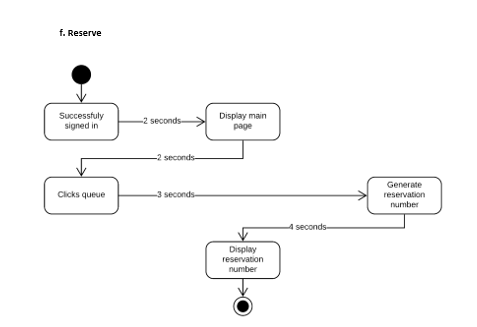 f. Reserve
Successfuly
signed in
2 seconds
Display main
page
2 seconds
Clicks queue
3 seconds
Generate
reservation
number
4 seconds
Display
reservation
number